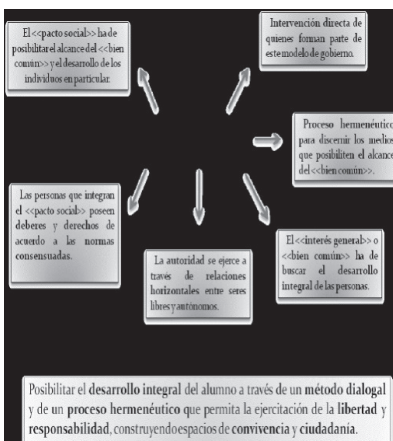 El <<pacto social>> ha de
posibilitar el alcance del <<bien
común>> y el desarrollo de los
individuos en particular.
Intervención directa de
quienes forman parte de
este modelo de gobierno.
Proceso hermenéutico
para discernir los medios
que posibiliten el alcance
del <<bien común>>.
Las personas que integran
el <<pacto social>> poseen
deberes y derechos de
acuerdo a las normas
consensuadas.
La autoridad se ejerce a
través de relaciones
horizontales entre seres
libres y autónomos.
El <<interés general>> o
<<bien común>> ha de
buscar el desarrollo
integral de las personas.
Posibilitar el desarrollo integral del alumno a través de un método dialogal
y de un proceso hermenéutico que permita la ejercitación de la libertad y
responsabilidad, construyendo espacios de convivencia y ciudadanía.